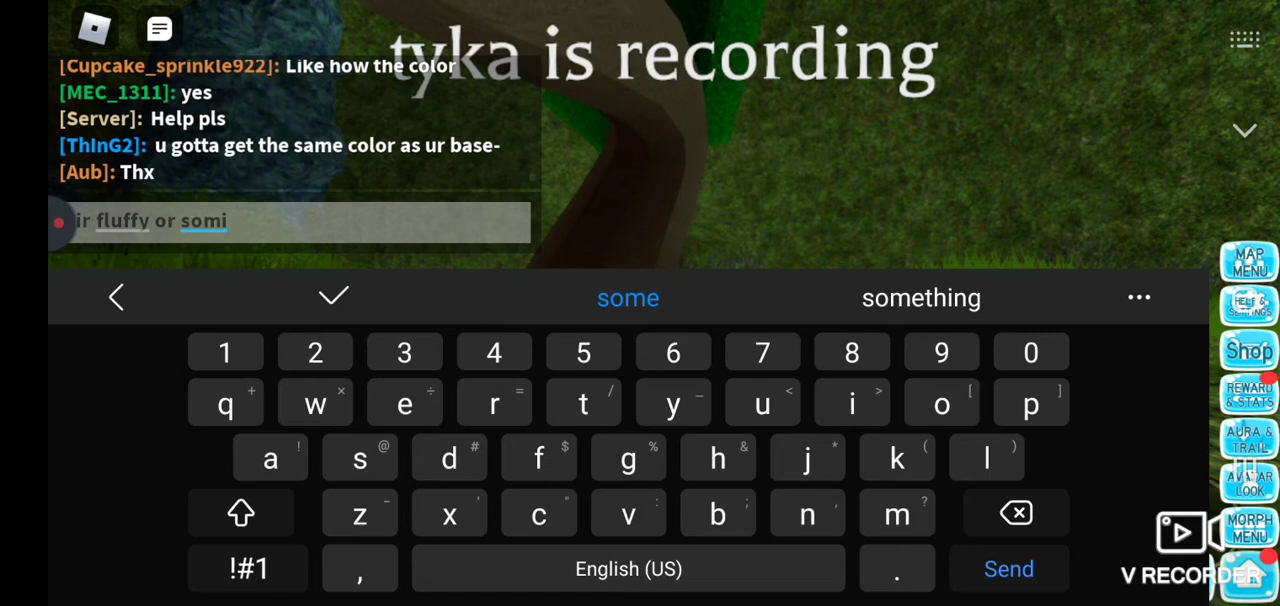 tyka is recording
[Cupcake_sprinkle922]: Like how the color
[MEC_1311]: yes
[Server]: Help pls
[ThInG2]: u gotta get the same color as ur base-
[Aub]: Thx
ir fluffy or somi
some something
1 2 3 4 5 6 7 8 9 0
q + w × e ÷ r = t / y _ u < i > o [ p ]
a ! s @ d # f $ g % h & j * k ( l )
z - x ' c " v : b ; n , m ?
!#1 , English (US) . Send
MAP
MENU
HELP &
SETTINGS
Shop
REWARD
& STATS
AURA &
TRAIL
AVATAR
LOOK
MORPH
MENU
V RECORDER